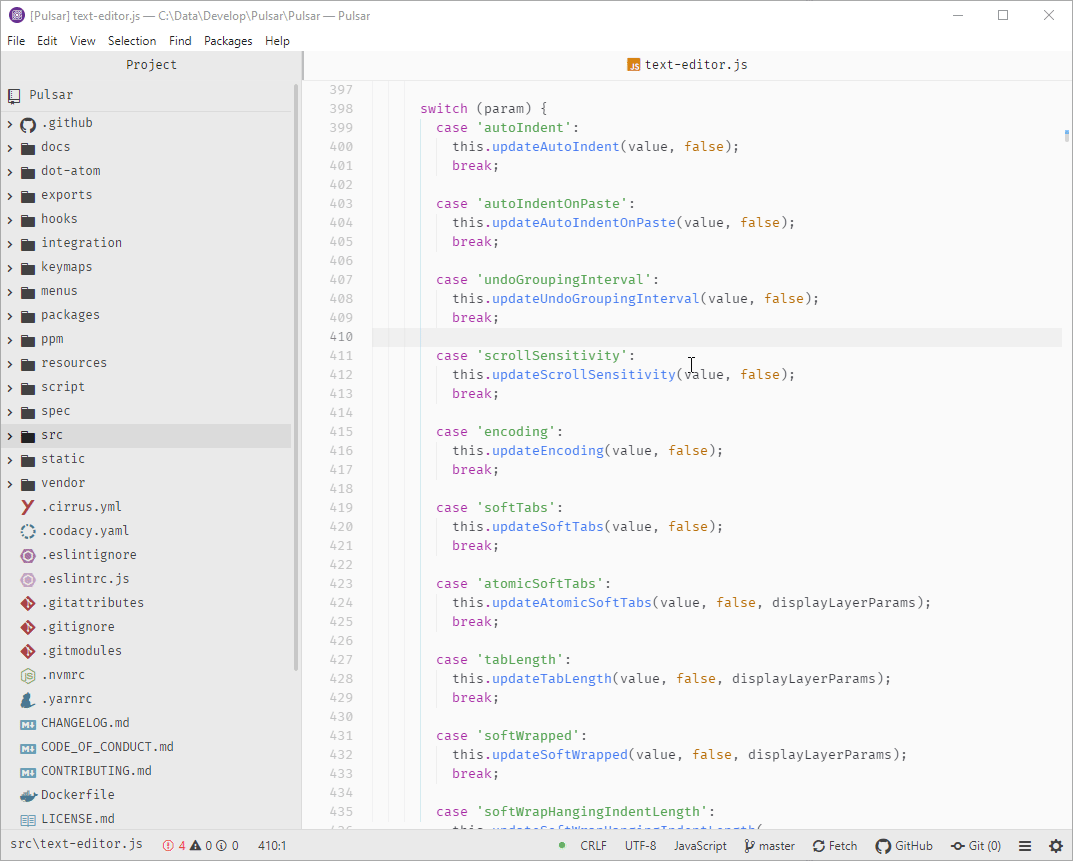 [Pulsar] text-editor.js — C:\Data\Develop\Pulsar\Pulsar — Pulsar
File Edit View Selection Find Packages Help
Project
Pulsar
.github
docs
dot-atom
exports
hooks
integration
keymaps
menus
packages
ppm
resources
script
spec
src
static
vendor
.cirrus.yml
.codacy.yaml
.eslintignore
.eslintrc.js
.gitattributes
.gitignore
.gitmodules
.nvmrc
.yarnrc
CHANGELOG.md
CODE_OF_CONDUCT.md
CONTRIBUTING.md
Dockerfile
LICENSE.md
JS text-editor.js
397
398 switch (param) {
399 case 'autoIndent':
400 this.updateAutoIndent(value, false);
401 break;
402
403 case 'autoIndentOnPaste':
404 this.updateAutoIndentOnPaste(value, false);
405 break;
406
407 case 'undoGroupingInterval':
408 this.updateUndoGroupingInterval(value, false);
409 break;
410
411 case 'scrollSensitivity':
412 this.updateScrollSensitivity(value, false);
413 break;
414
415 case 'encoding':
416 this.updateEncoding(value, false);
417 break;
418
419 case 'softTabs':
420 this.updateSoftTabs(value, false);
421 break;
422
423 case 'atomicSoftTabs':
424 this.updateAtomicSoftTabs(value, false, displayLayerParams);
425 break;
426
427 case 'tabLength':
428 this.updateTabLength(value, false, displayLayerParams);
429 break;
430
431 case 'softWrapped':
432 this.updateSoftWrapped(value, false, displayLayerParams);
433 break;
434
435 case 'softWrapHangingIndentLength':
436 this.updateSoftWrapHangingIndentLength(
src\text-editor.js 4 0 0 410:1 CRLF UTF-8 JavaScript master Fetch GitHub Git (0)